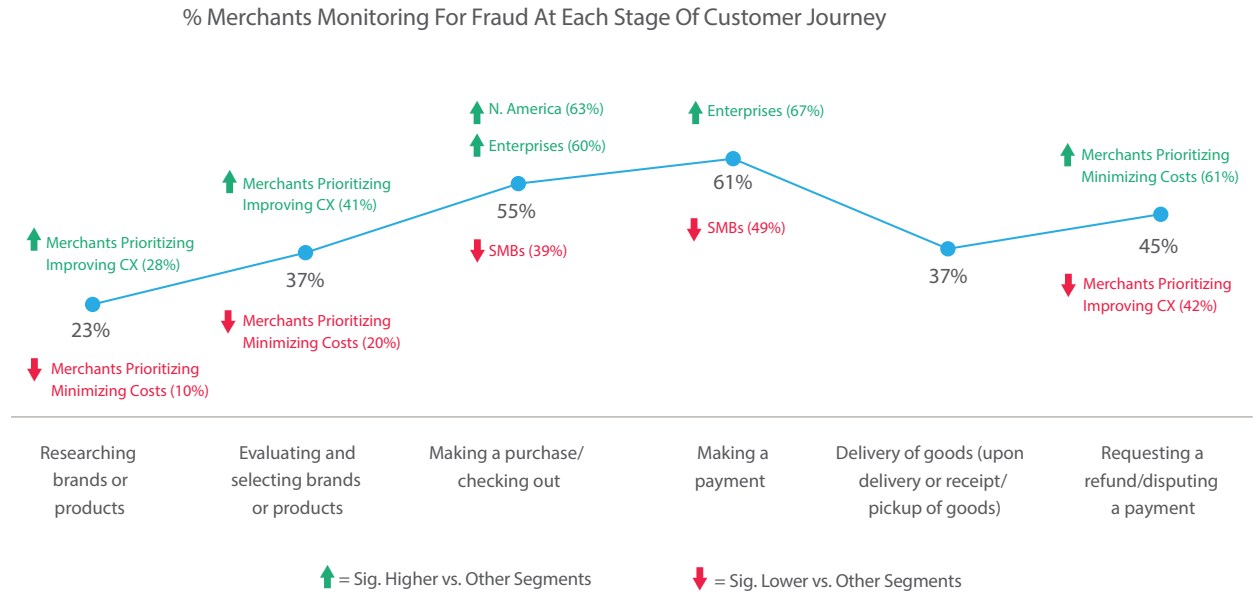 % Merchants Monitoring For Fraud At Each Stage Of Customer Journey
N. America (63%)
Enterprises (60%)
Enterprises (67%)
Merchants Prioritizing
Minimizing Costs (61%)
Merchants Prioritizing
Improving CX (41%)
Merchants Prioritizing
Improving CX (28%)
23%
37%
55%
61%
37%
45%
SMBs (39%)
SMBs (49%)
Merchants Prioritizing
Improving CX (42%)
Merchants Prioritizing
Minimizing Costs (20%)
Merchants Prioritizing
Minimizing Costs (10%)
Researching
brands or
products
Evaluating and
selecting brands
or products
Making a purchase/
checking out
Making a
payment
Delivery of goods (upon
delivery or receipt/
pickup of goods)
Requesting a
refund/disputing
a payment
= Sig. Higher vs. Other Segments
= Sig. Lower vs. Other Segments